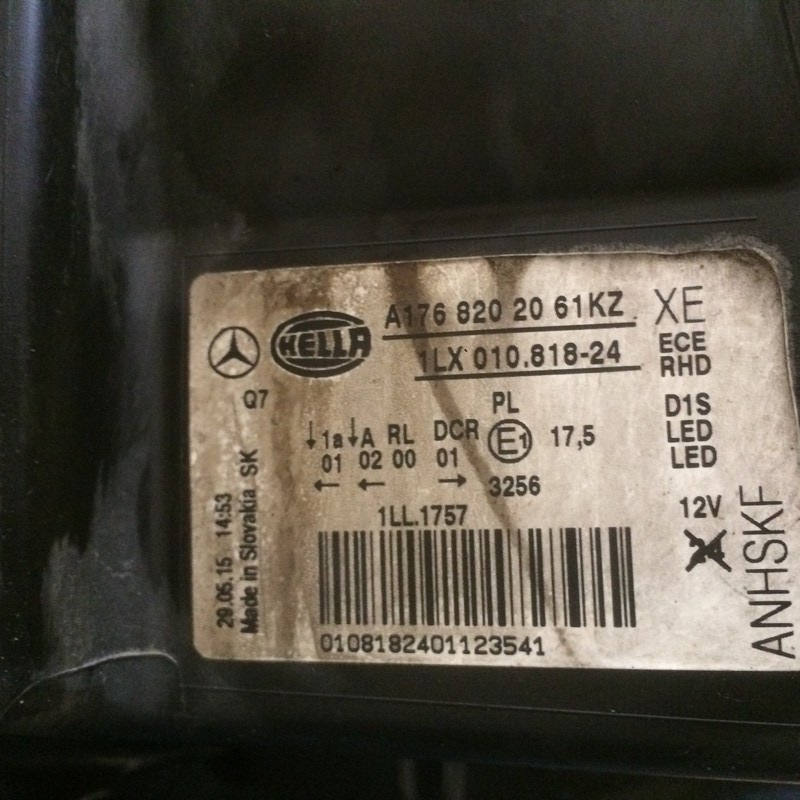 A176 820 20 61KZ XE
HELLA
1LX 010.818-24 ECE
RHD
Q7
PL D1S
↓1a ↓A RL DCR E1 17,5 LED
01 02 00 01 LED
← ← → 3256
1LL.1757 12V
29.05.15 14:53
Made in Slovakia SK
ANHSKF
0108182401123541